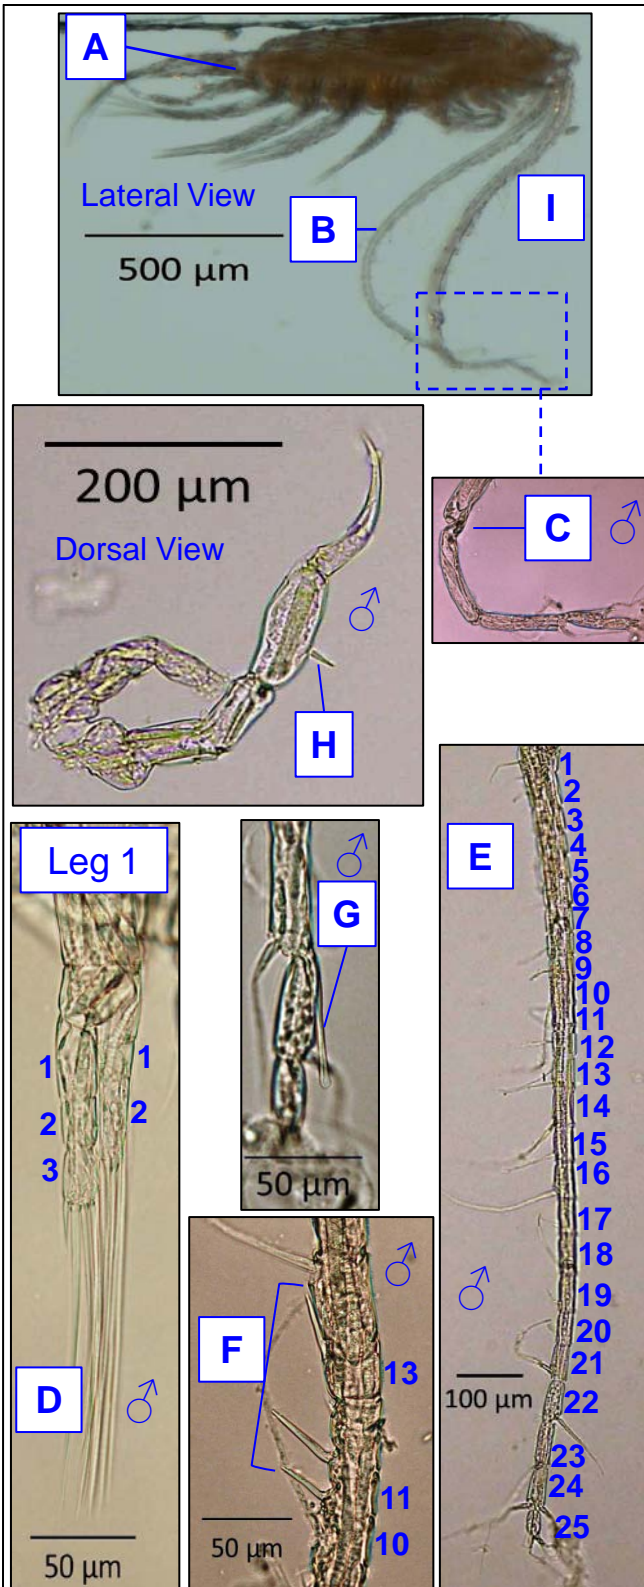 A
Lateral View
500 µm
B
I
200 µm
Dorsal View
♂
H
C
♂
Leg 1
1
2
3
1
2
D
♂
50 µm
♂
G
50 µm
♂
F
13
11
10
50 µm
E
1
2
3
4
5
6
7
8
9
10
11
12
13
14
15
16
17
18
19
20
21
22
23
24
25
♂
100 µm